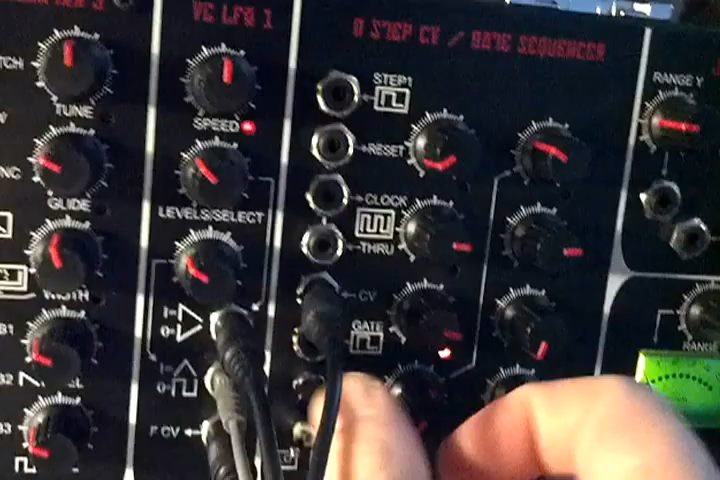 VC LFO 1
8 STEP CV / GATE SEQUENCER
TUNE
GLIDE
SPEED
LEVELS/SELECT
F CV
STEP1
RESET
CLOCK
THRU
CV
GATE
RANGE Y
RANGE